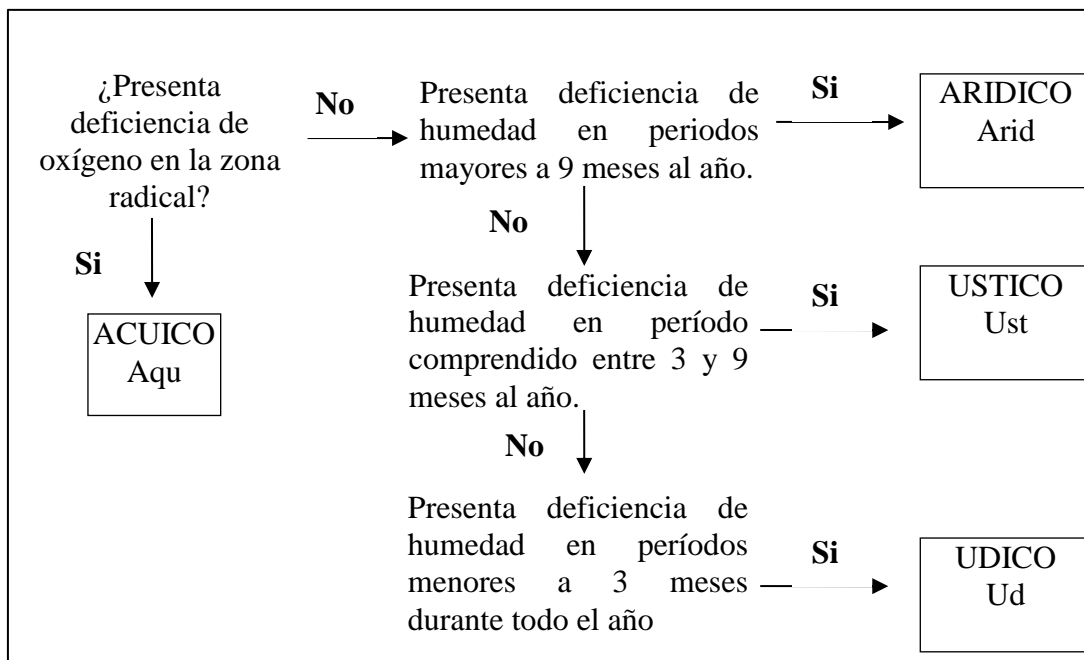 ¿Presenta
deficiencia de
oxígeno en la zona
radical?
No
Presenta deficiencia de
humedad en periodos
mayores a 9 meses al año.
Si
ARIDICO
Arid
Si
ACUICO
Aqu
No
Presenta deficiencia de
humedad en período
comprendido entre 3 y 9
meses al año.
Si
USTICO
Ust
No
Presenta deficiencia de
humedad en períodos
menores a 3 meses
durante todo el año
Si
UDICO
Ud